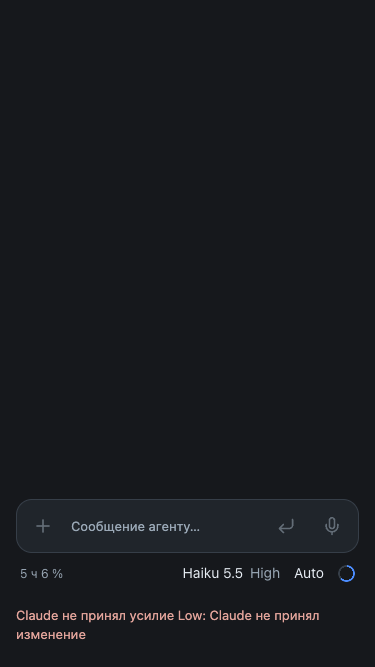 Сообщение агенту...
5 ч 6 % Haiku 5.5 High Auto
Claude не принял усилие Low: Claude не принял
изменение